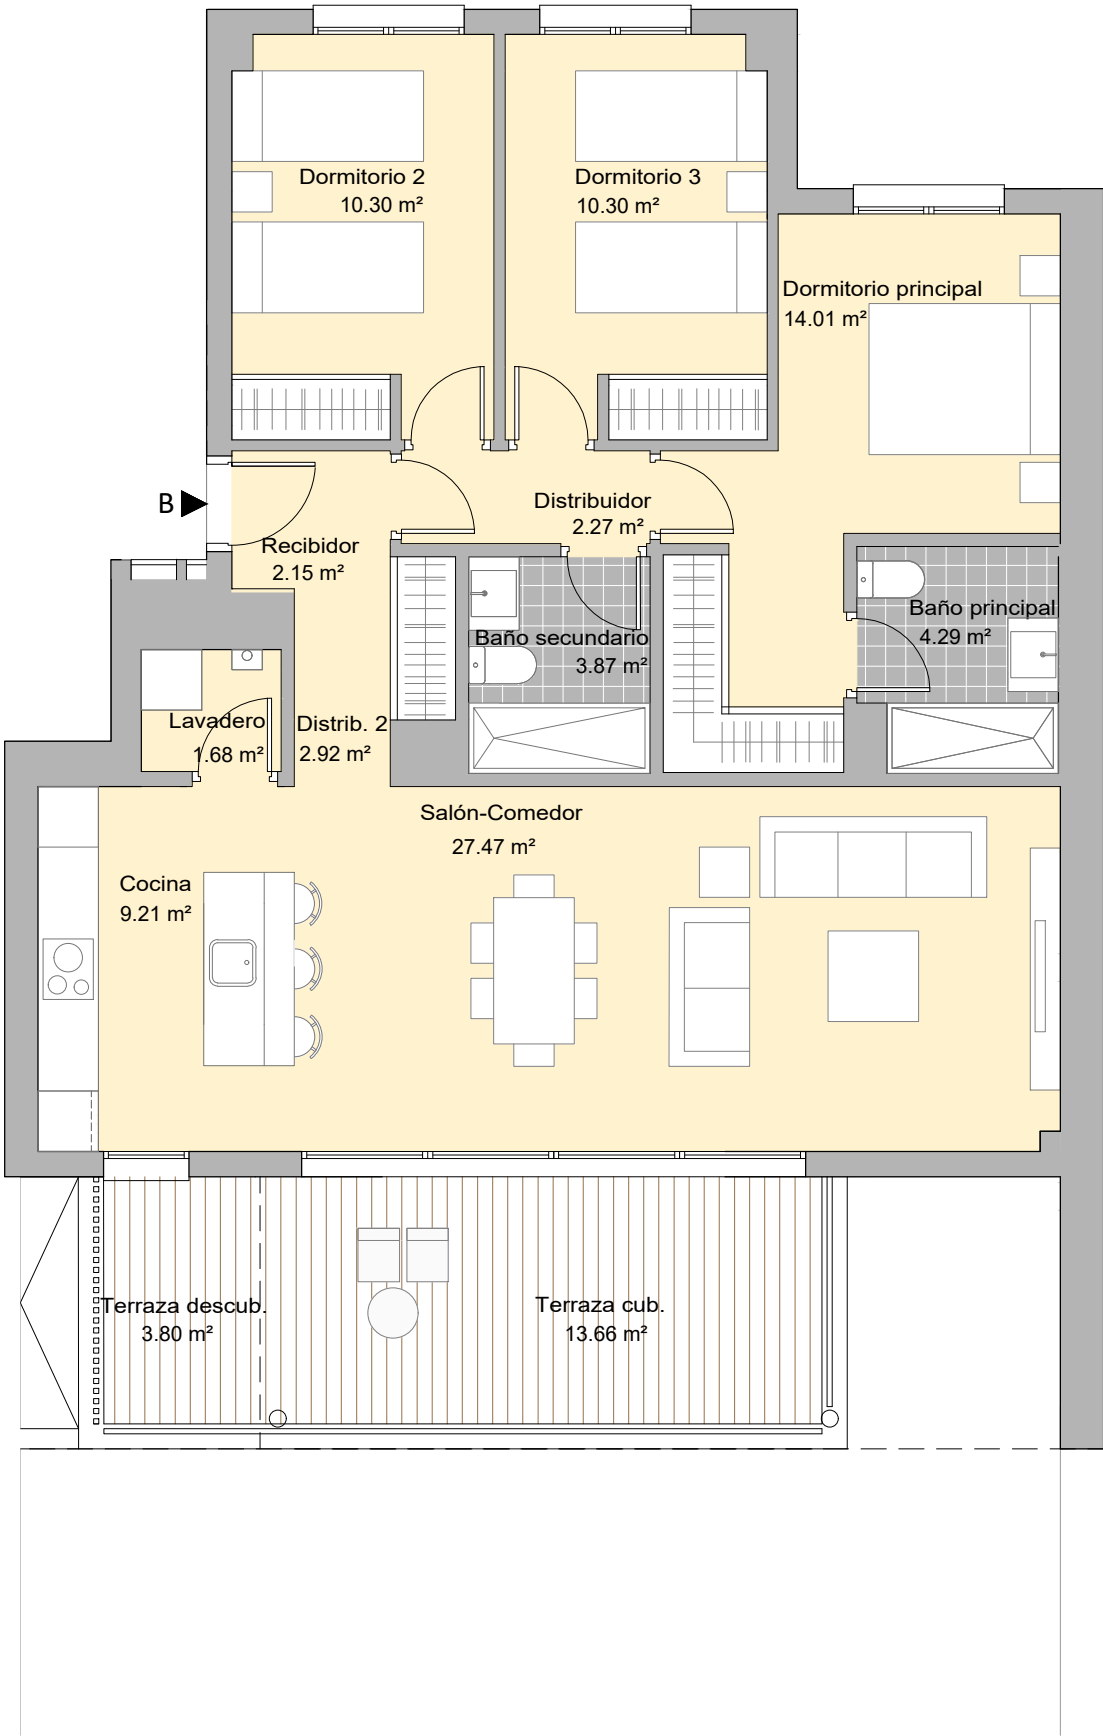 Dormitorio 2
10.30 m²
Dormitorio 3
10.30 m²
Dormitorio principal
14.01 m²
B
Distribuidor
2.27 m²
Recibidor
2.15 m²
Baño principal
4.29 m²
Baño secundario
3.87 m²
Lavadero
1.68 m²
Distrib. 2
2.92 m²
Salón-Comedor
27.47 m²
Cocina
9.21 m²
Terraza descub.
3.80 m²
Terraza cub.
13.66 m²